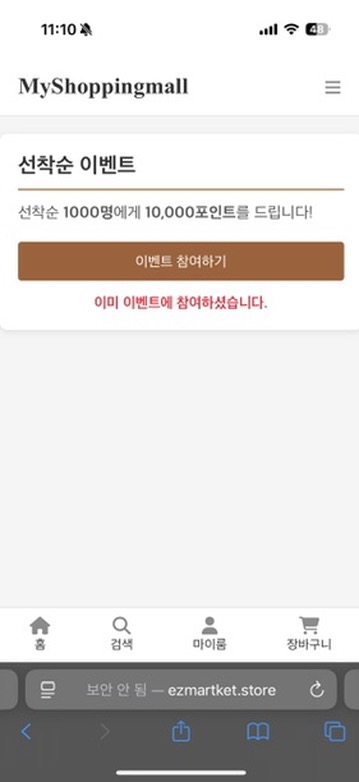 11:10
48
MyShoppingmall
선착순 이벤트
선착순 1000명에게 10,000포인트를 드립니다!
이벤트 참여하기
이미 이벤트에 참여하셨습니다.
홈 검색 마이룸 장바구니
보안 안 됨 — ezmartket.store